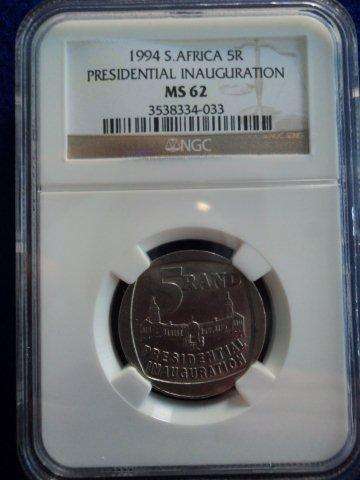 1994 S.AFRICA 5R
PRESIDENTIAL INAUGURATION
MS 62
3538334-033
NGC
5 RAND
PRESIDENTIAL
INAUGURATION